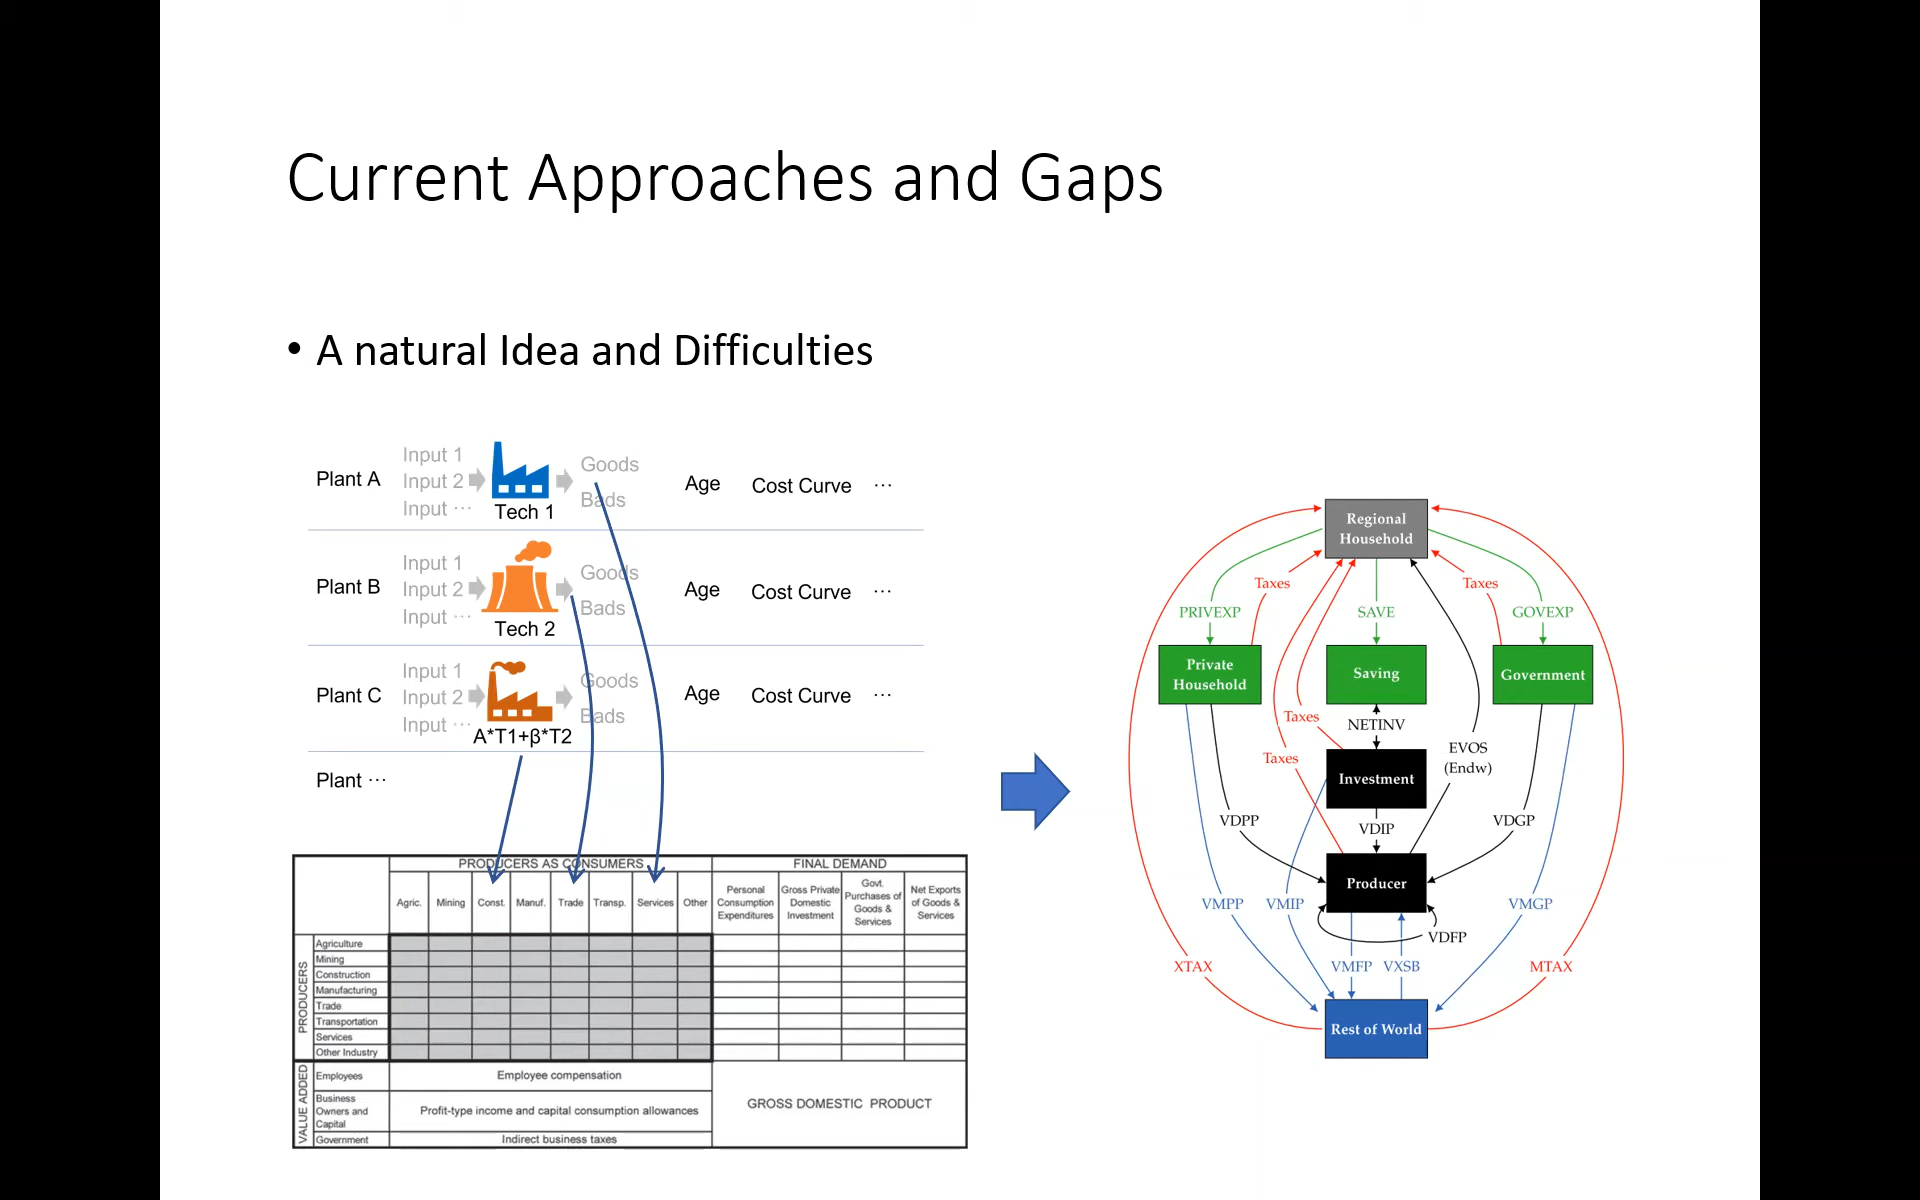 Current Approaches and Gaps
• A natural Idea and Difficulties
Plant A
Input 1
Input 2
Input ···
Tech 1
Goods
Bads
Age
Cost Curve
···
Plant B
Input 1
Input 2
Input ···
Tech 2
Goods
Bads
Age
Cost Curve
···
Plant C
Input 1
Input 2
Input ···
A*T1+β*T2
Goods
Bads
Age
Cost Curve
···
Plant ···
PRODUCERS AS CONSUMERS
FINAL DEMAND
Agric.
Mining
Const.
Manuf.
Trade
Transp.
Services
Other
Personal
Consumption
Expenditures
Gross Private
Domestic
Investment
Govt.
Purchases of
Goods &
Services
Net Exports
of Goods &
Services
PRODUCERS
Agriculture
Mining
Construction
Manufacturing
Trade
Transportation
Services
Other Industry
VALUE ADDED
Employees
Employee compensation
Business
Owners and
Capital
Profit-type income and capital consumption allowances
Government
Indirect business taxes
GROSS DOMESTIC PRODUCT
Regional
Household
Taxes
Taxes
PRIVEXP
SAVE
GOVEXP
Private
Household
Saving
Government
Taxes
NETINV
Taxes
EVOS
(Endw)
Investment
VDPP
VDIP
VDGP
Producer
VMPP
VMIP
VMGP
VDFP
XTAX
VMFP
VXSB
MTAX
Rest of World